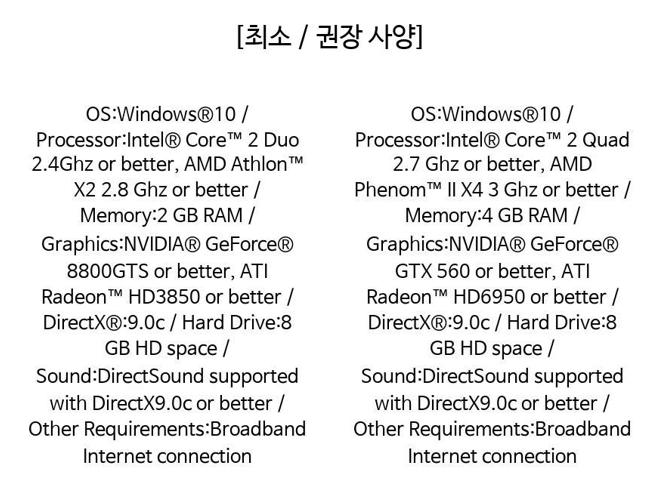 [최소 / 권장 사양]
OS:Windows®10 /
Processor:Intel® Core™ 2 Duo
2.4Ghz or better, AMD Athlon™
X2 2.8 Ghz or better /
Memory:2 GB RAM /
Graphics:NVIDIA® GeForce®
8800GTS or better, ATI
Radeon™ HD3850 or better /
DirectX®:9.0c / Hard Drive:8
GB HD space /
Sound:DirectSound supported
with DirectX9.0c or better /
Other Requirements:Broadband
Internet connection
OS:Windows®10 /
Processor:Intel® Core™ 2 Quad
2.7 Ghz or better, AMD
Phenom™ II X4 3 Ghz or better /
Memory:4 GB RAM /
Graphics:NVIDIA® GeForce®
GTX 560 or better, ATI
Radeon™ HD6950 or better /
DirectX®:9.0c / Hard Drive:8
GB HD space /
Sound:DirectSound supported
with DirectX9.0c or better /
Other Requirements:Broadband
Internet connection